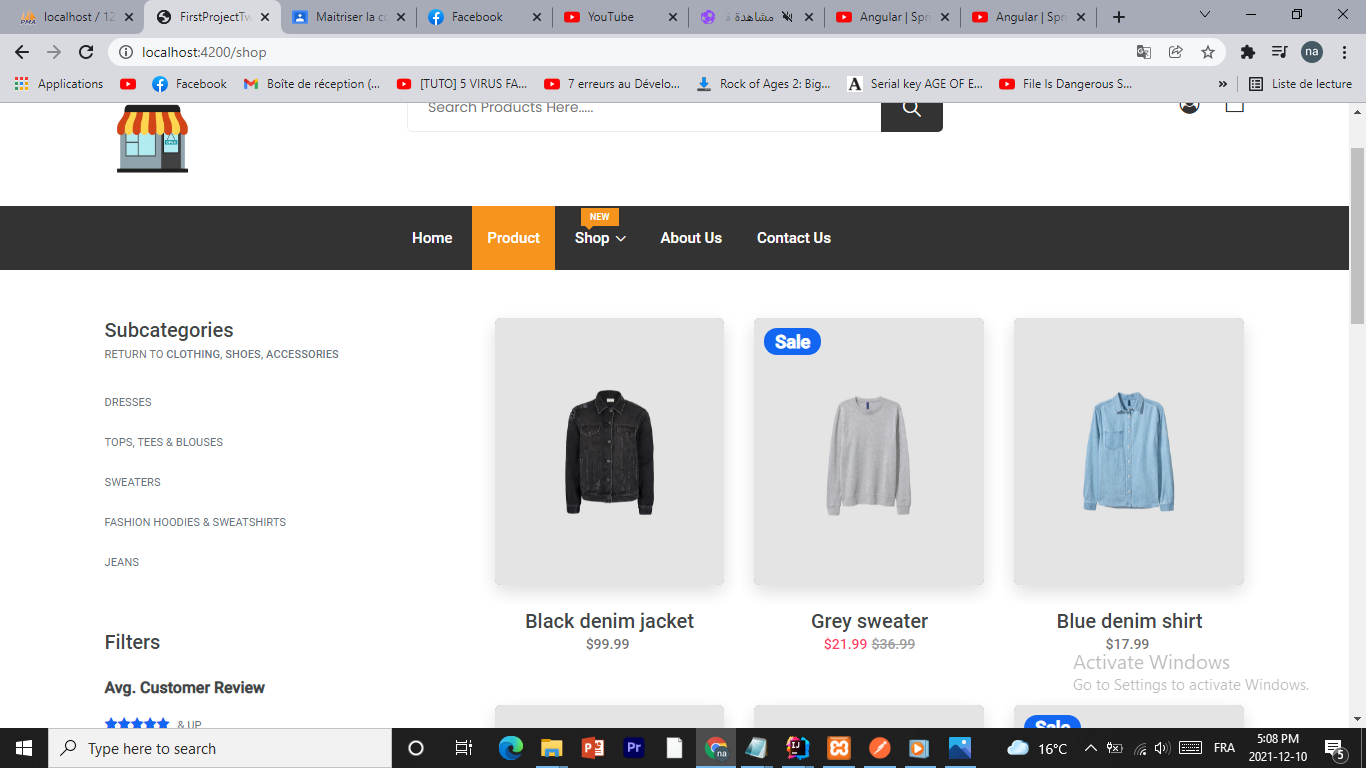 localhost / 12
FirstProjectTw
Maitriser la co
Facebook
YouTube
مشاهدة
Angular | Spr
Angular | Spr
localhost:4200/shop
na
Applications
Facebook
Boîte de réception (...
[TUTO] 5 VIRUS FA...
7 erreurs au Dévelo...
Rock of Ages 2: Big...
A
Serial key AGE OF E...
File Is Dangerous S...
»
Liste de lecture
Search Products Here.....
OPEN
Home
Product
NEW
Shop
About Us
Contact Us
Subcategories
RETURN TO CLOTHING, SHOES, ACCESSORIES
DRESSES
TOPS, TEES & BLOUSES
SWEATERS
FASHION HOODIES & SWEATSHIRTS
JEANS
Filters
Avg. Customer Review
& UP
Black denim jacket
$99.99
Sale
Grey sweater
$21.99 $36.99
Blue denim shirt
$17.99
Sale
Activate Windows
Go to Settings to activate Windows.
Type here to search
Pr
na
16°C
FRA
5:08 PM
2021-12-10
5